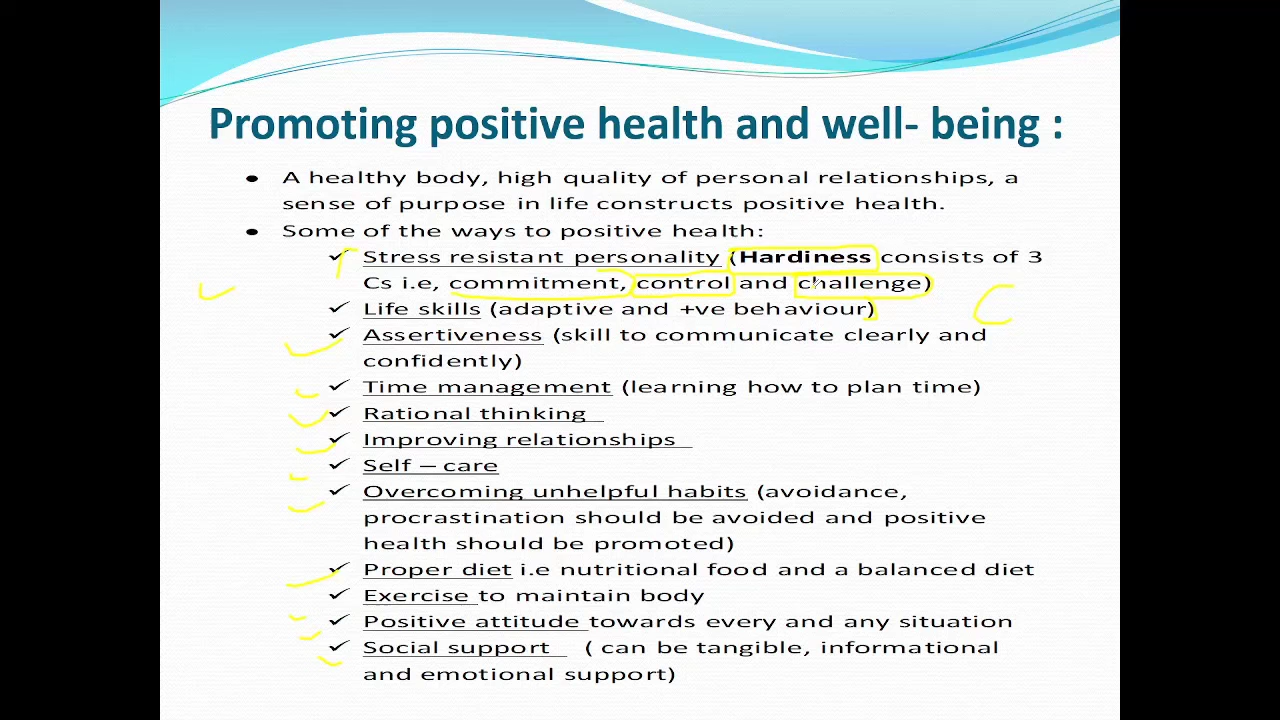 Promoting positive health and well- being :
● A healthy body, high quality of personal relationships, a
sense of purpose in life constructs positive health.
● Some of the ways to positive health:
✓ Stress resistant personality (Hardiness consists of 3
Cs i.e, commitment, control and challenge)
✓ Life skills (adaptive and +ve behaviour)
✓ Assertiveness (skill to communicate clearly and
confidently)
✓ Time management (learning how to plan time)
✓ Rational thinking
✓ Improving relationships
✓ Self – care
✓ Overcoming unhelpful habits (avoidance,
procrastination should be avoided and positive
health should be promoted)
✓ Proper diet i.e nutritional food and a balanced diet
✓ Exercise to maintain body
✓ Positive attitude towards every and any situation
✓ Social support ( can be tangible, informational
and emotional support)